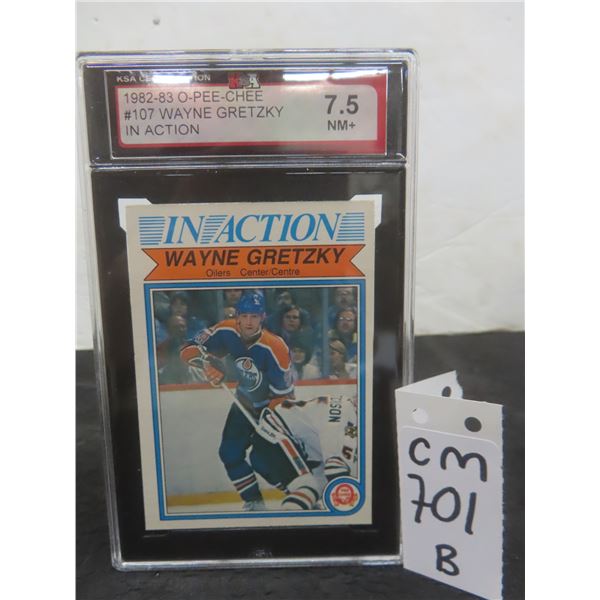 KSA
1982-83 O-PEE-CHEE
#107 WAYNE GRETZKY
IN ACTION
7.5
NM+
IN ACTION
WAYNE GRETZKY
Oilers Center/Centre
CM
701
B